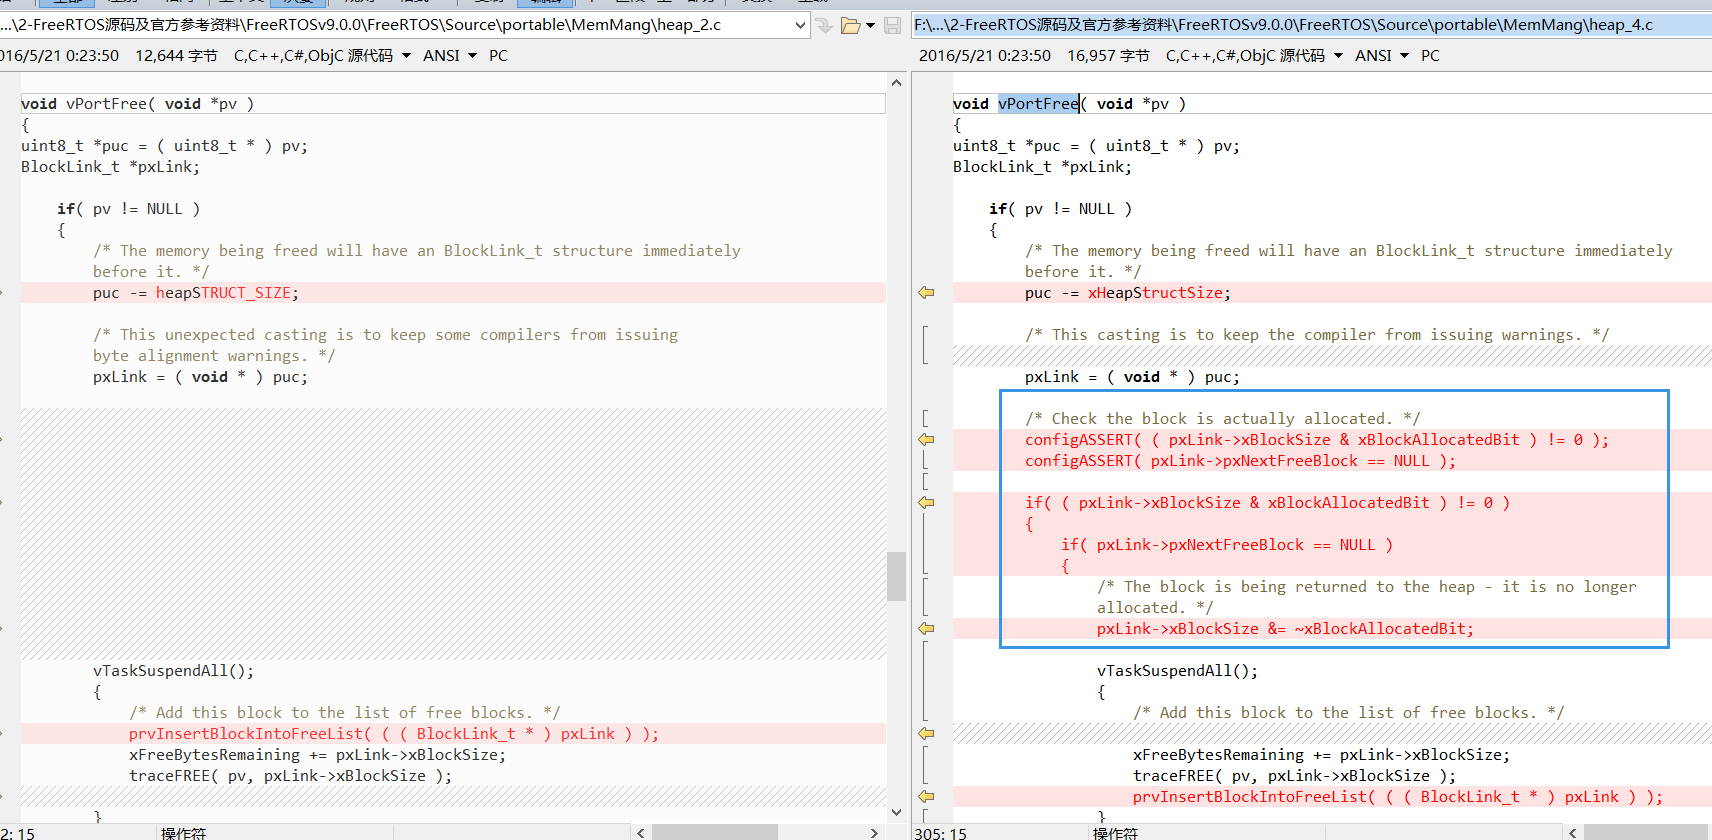 ...\2-FreeRTOS源码及官方参考资料\FreeRTOSv9.0.0\FreeRTOS\Source\portable\MemMang\heap_2.c
016/5/21 0:23:50 12,644 字节 C,C++,C#,ObjC 源代码 ANSI PC
void vPortFree( void *pv )
{
uint8_t *puc = ( uint8_t * ) pv;
BlockLink_t *pxLink;
if( pv != NULL )
{
/* The memory being freed will have an BlockLink_t structure immediately
before it. */
puc -= heapSTRUCT_SIZE;
/* This unexpected casting is to keep some compilers from issuing
byte alignment warnings. */
pxLink = ( void * ) puc;
vTaskSuspendAll();
{
/* Add this block to the list of free blocks. */
prvInsertBlockIntoFreeList( ( ( BlockLink_t * ) pxLink ) );
xFreeBytesRemaining += pxLink->xBlockSize;
traceFREE( pv, pxLink->xBlockSize );
}
2: 15 操作符
F:\...\2-FreeRTOS源码及官方参考资料\FreeRTOSv9.0.0\FreeRTOS\Source\portable\MemMang\heap_4.c
2016/5/21 0:23:50 16,957 字节 C,C++,C#,ObjC 源代码 ANSI PC
void vPortFree( void *pv )
{
uint8_t *puc = ( uint8_t * ) pv;
BlockLink_t *pxLink;
if( pv != NULL )
{
/* The memory being freed will have an BlockLink_t structure immediately
before it. */
puc -= xHeapStructSize;
/* This casting is to keep the compiler from issuing warnings. */
pxLink = ( void * ) puc;
/* Check the block is actually allocated. */
configASSERT( ( pxLink->xBlockSize & xBlockAllocatedBit ) != 0 );
configASSERT( pxLink->pxNextFreeBlock == NULL );
if( ( pxLink->xBlockSize & xBlockAllocatedBit ) != 0 )
{
if( pxLink->pxNextFreeBlock == NULL )
{
/* The block is being returned to the heap - it is no longer
allocated. */
pxLink->xBlockSize &= ~xBlockAllocatedBit;
vTaskSuspendAll();
{
/* Add this block to the list of free blocks. */
xFreeBytesRemaining += pxLink->xBlockSize;
traceFREE( pv, pxLink->xBlockSize );
prvInsertBlockIntoFreeList( ( ( BlockLink_t * ) pxLink ) );
}
305: 15 操作符